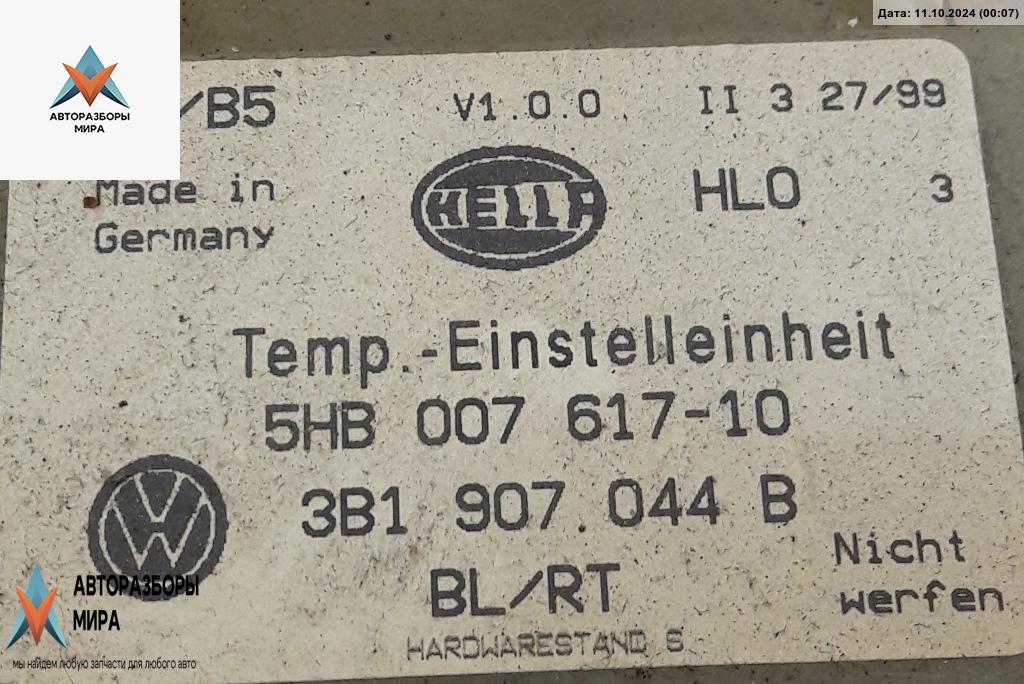 Дата: 11.10.2024 (00:07)
АВТОРАЗБОРЫ
МИРА
/B5 V1.0.0 II 3 27/99
Made in
Germany
HELLA
HLO 3
Temp.-Einstelleinheit
5HB 007 617-10
3B1 907 044 B
BL/RT
Nicht
werfen
HARDWARESTAND S
АВТОРАЗБОРЫ
МИРА
мы найдем любую запчасти для любого авто